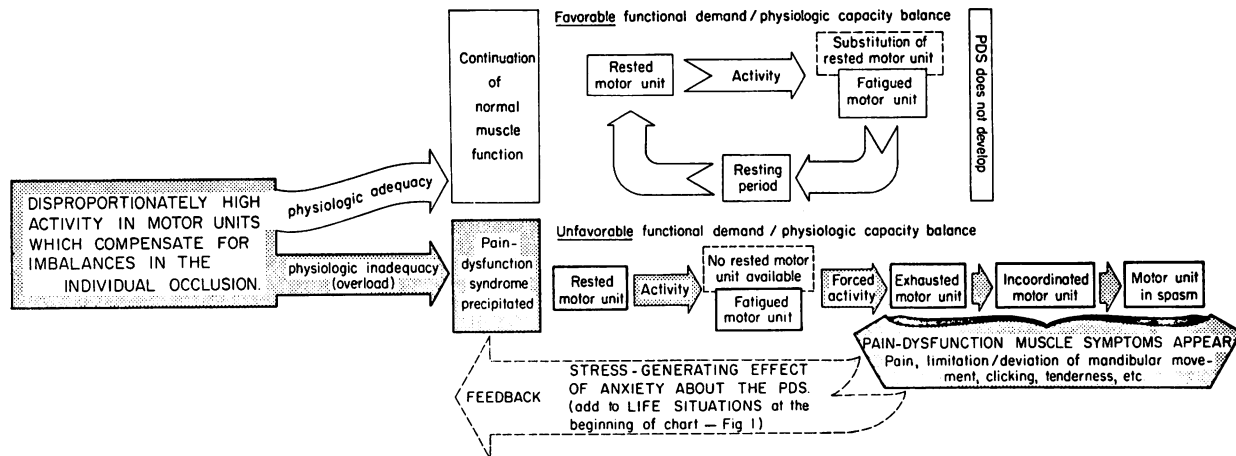 DISPROPORTIONATELY HIGH
ACTIVITY IN MOTOR UNITS
WHICH COMPENSATE FOR
IMBALANCES IN THE
INDIVIDUAL OCCLUSION.
physiologic adequacy
physiologic inadequacy
(overload)
Continuation
of
normal
muscle
function
Favorable functional demand / physiologic capacity balance
Rested
motor unit
Activity
Substitution of
rested motor unit
Fatigued
motor unit
Resting
period
PDS does not develop
Pain-
dysfunction
syndrome
precipitated
Unfavorable functional demand / physiologic capacity balance
Rested
motor unit
Activity
No rested motor
unit available
Fatigued
motor unit
Forced
activity
Exhausted
motor unit
Incoordinated
motor unit
Motor unit
in spasm
PAIN-DYSFUNCTION MUSCLE SYMPTOMS APPEAR
Pain, limitation/deviation of mandibular move-
ment, clicking, tenderness, etc
FEEDBACK
STRESS-GENERATING EFFECT
OF ANXIETY ABOUT THE PDS.
(add to LIFE SITUATIONS at the
beginning of chart — Fig 1)